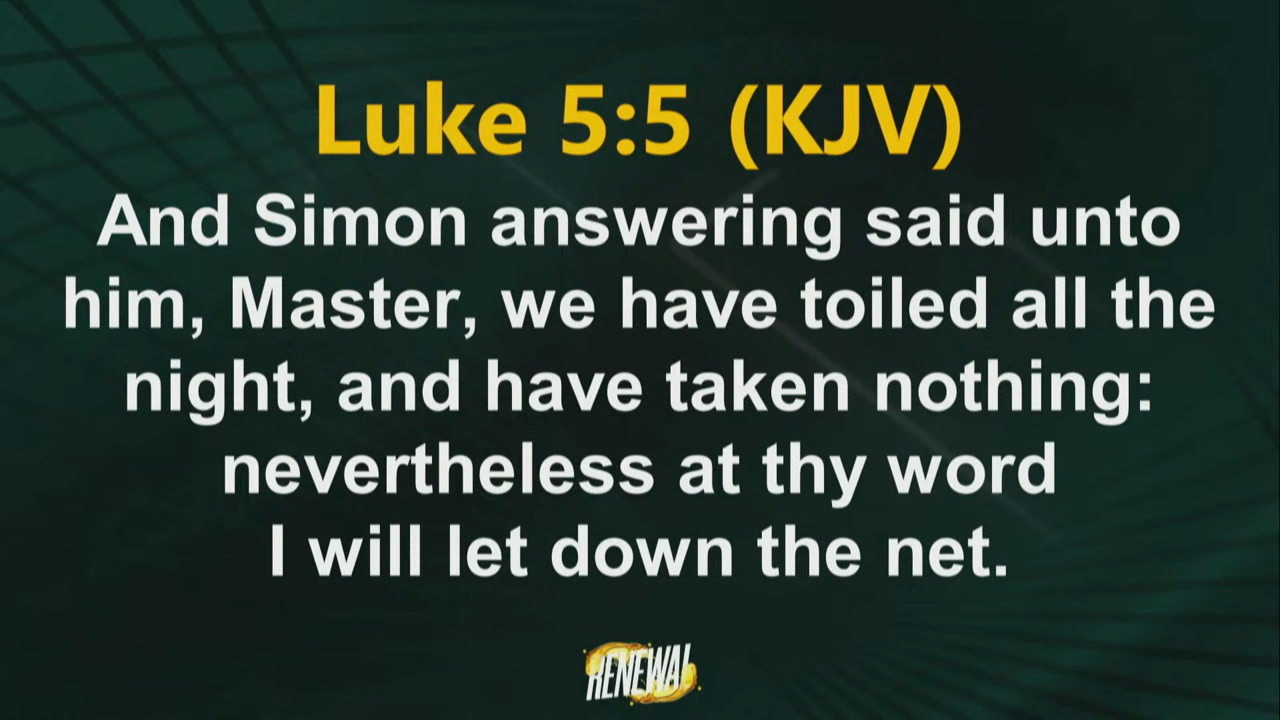 Luke 5:5 (KJV)
And Simon answering said unto
him, Master, we have toiled all the
night, and have taken nothing:
nevertheless at thy word
I will let down the net.
RENEWAL